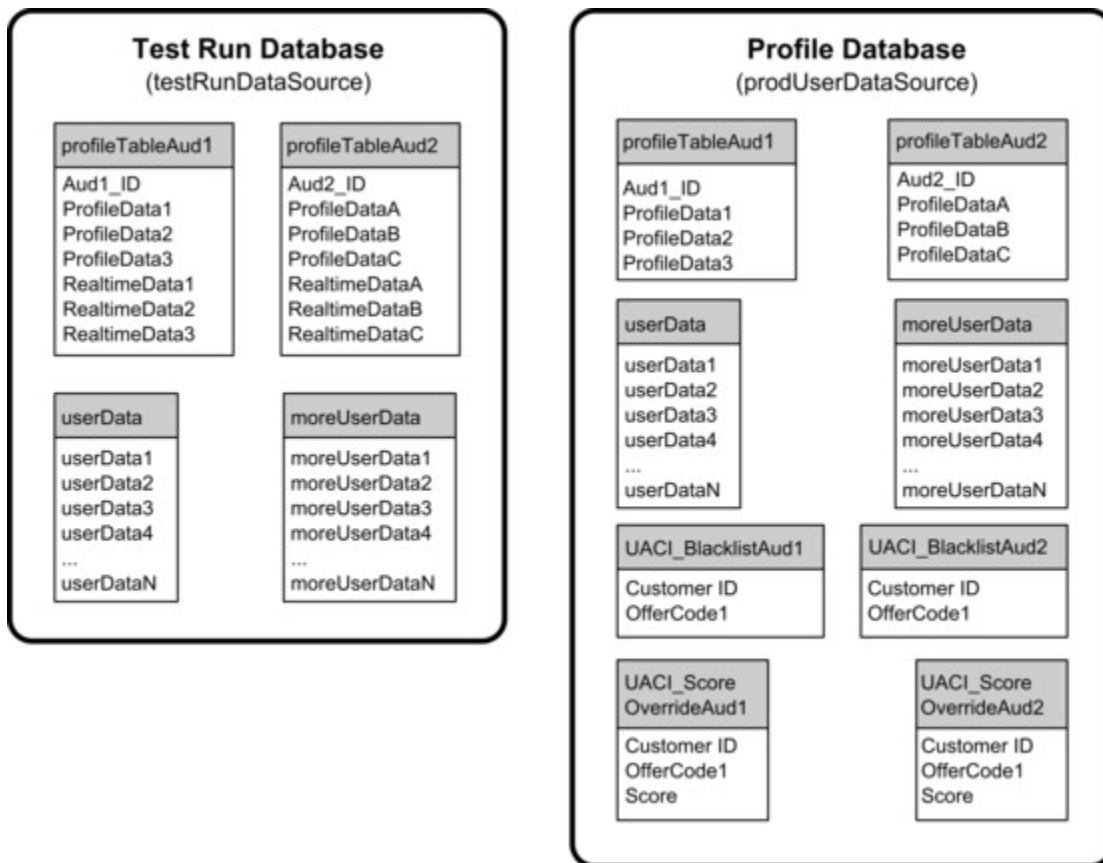 Test Run Database
(testRunDataSource)
profileTableAud1
Aud1_ID
ProfileData1
ProfileData2
ProfileData3
RealtimeData1
RealtimeData2
RealtimeData3
profileTableAud2
Aud2_ID
ProfileDataA
ProfileDataB
ProfileDataC
RealtimeDataA
RealtimeDataB
RealtimeDataC
userData
userData1
userData2
userData3
userData4
...
userDataN
moreUserData
moreUserData1
moreUserData2
moreUserData3
moreUserData4
...
moreUserDataN
Profile Database
(prodUserDataSource)
profileTableAud1
Aud1_ID
ProfileData1
ProfileData2
ProfileData3
profileTableAud2
Aud2_ID
ProfileDataA
ProfileDataB
ProfileDataC
userData
userData1
userData2
userData3
userData4
...
userDataN
moreUserData
moreUserData1
moreUserData2
moreUserData3
moreUserData4
...
moreUserDataN
UACI_BlacklistAud1
Customer ID
OfferCode1
UACI_BlacklistAud2
Customer ID
OfferCode1
UACI_Score
OverrideAud1
Customer ID
OfferCode1
Score
UACI_Score
OverrideAud2
Customer ID
OfferCode1
Score